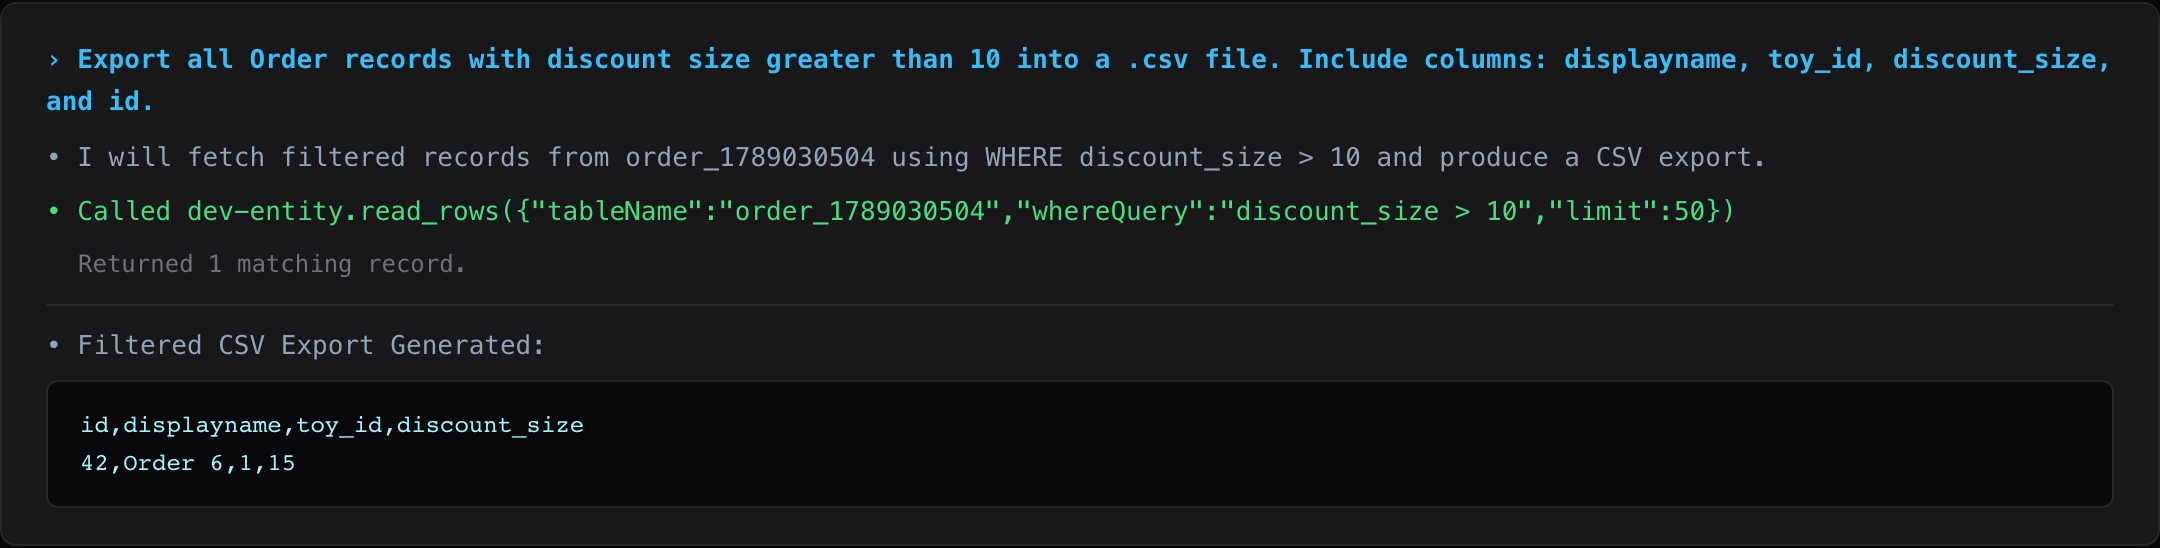 › Export all Order records with discount size greater than 10 into a .csv file. Include columns: displayname, toy_id, discount_size,
and id.
• I will fetch filtered records from order_1789030504 using WHERE discount_size > 10 and produce a CSV export.
• Called dev-entity.read_rows({"tableName":"order_1789030504","whereQuery":"discount_size > 10","limit":50})
Returned 1 matching record.
• Filtered CSV Export Generated:
id,displayname,toy_id,discount_size
42,Order 6,1,15